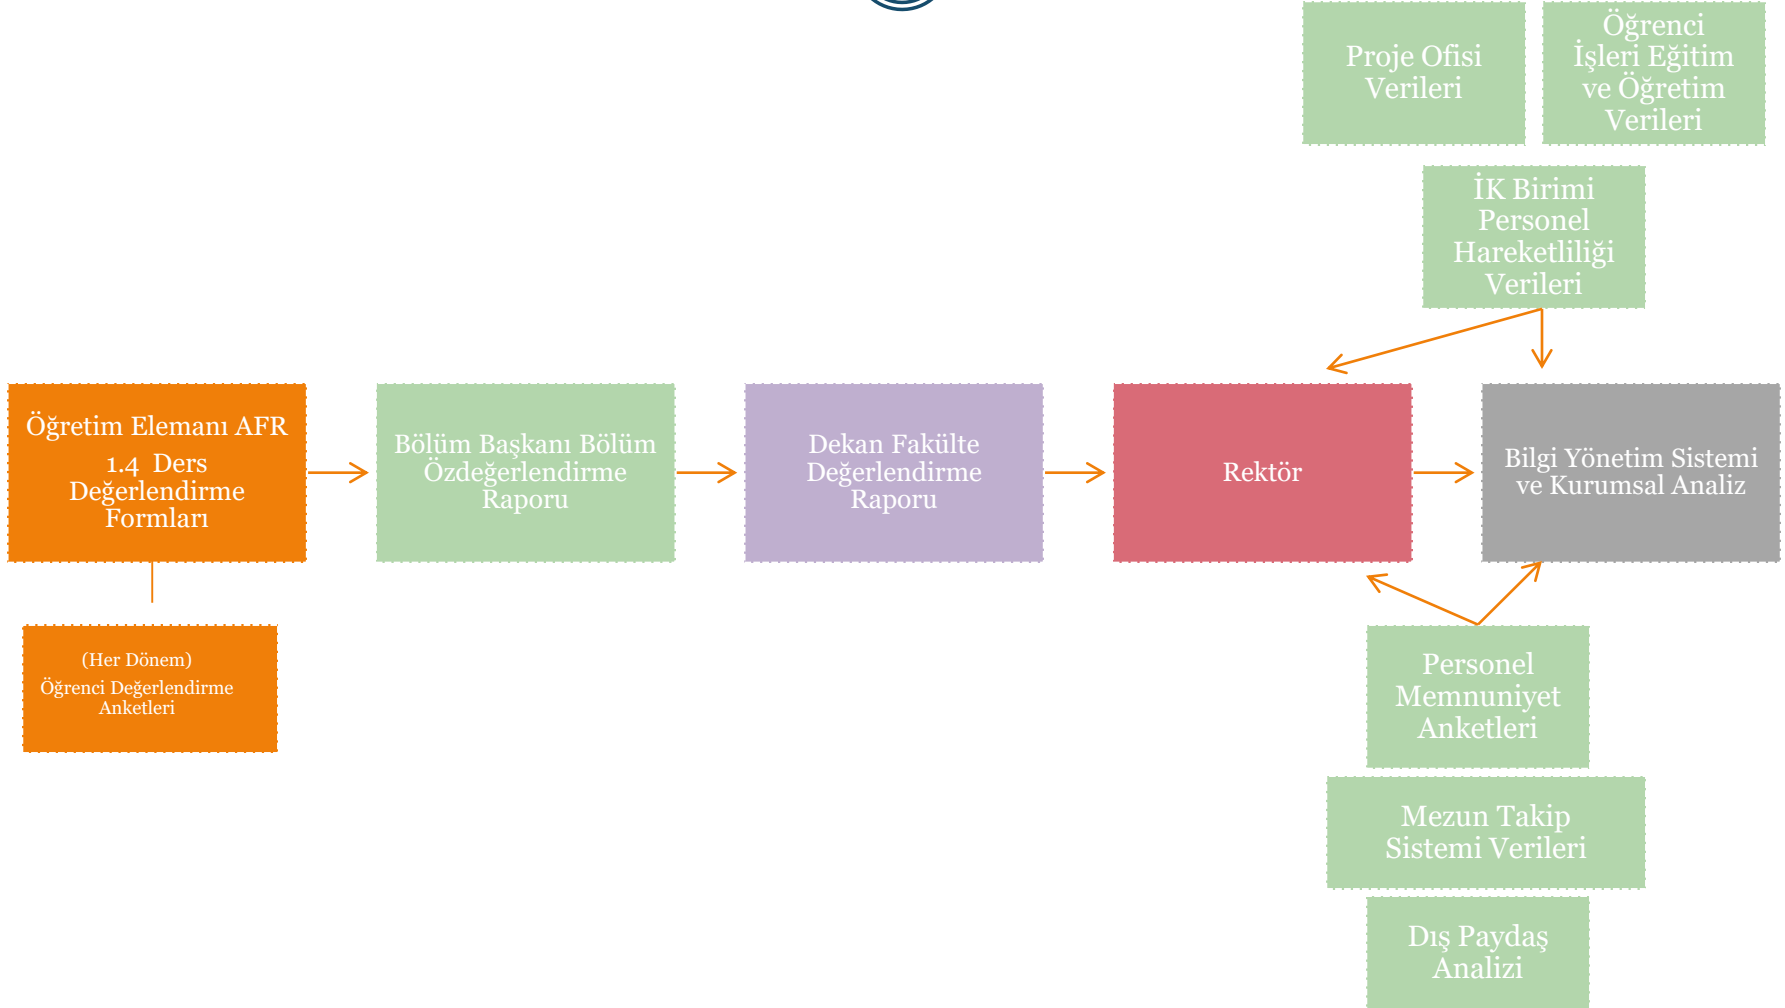 Proje Ofisi
Verileri
Öğrenci
İşleri Eğitim
ve Öğretim
Verileri
İK Birimi
Personel
Hareketliliği
Verileri
Öğretim Elemanı AFR
1.4 Ders
Değerlendirme
Formları
Bölüm Başkanı Bölüm
Özdeğerlendirme
Raporu
Dekan Fakülte
Değerlendirme
Raporu
Rektör
Bilgi Yönetim Sistemi
ve Kurumsal Analiz
(Her Dönem)
Öğrenci Değerlendirme
Anketleri
Personel
Memnuniyet
Anketleri
Mezun Takip
Sistemi Verileri
Dış Paydaş
Analizi